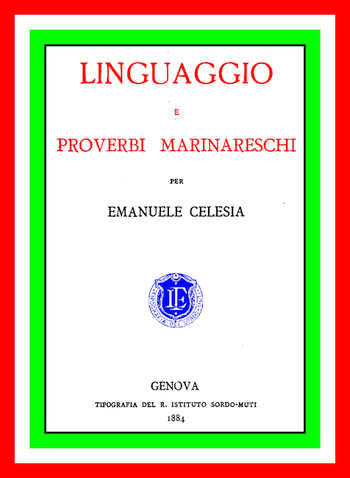 LINGUAGGIO
E
PROVERBI MARINARESCHI
PER
EMANUELE CELESIA
GENOVA
TIPOGRAFIA DEL R. ISTITUTO SORDO-MUTI
1884